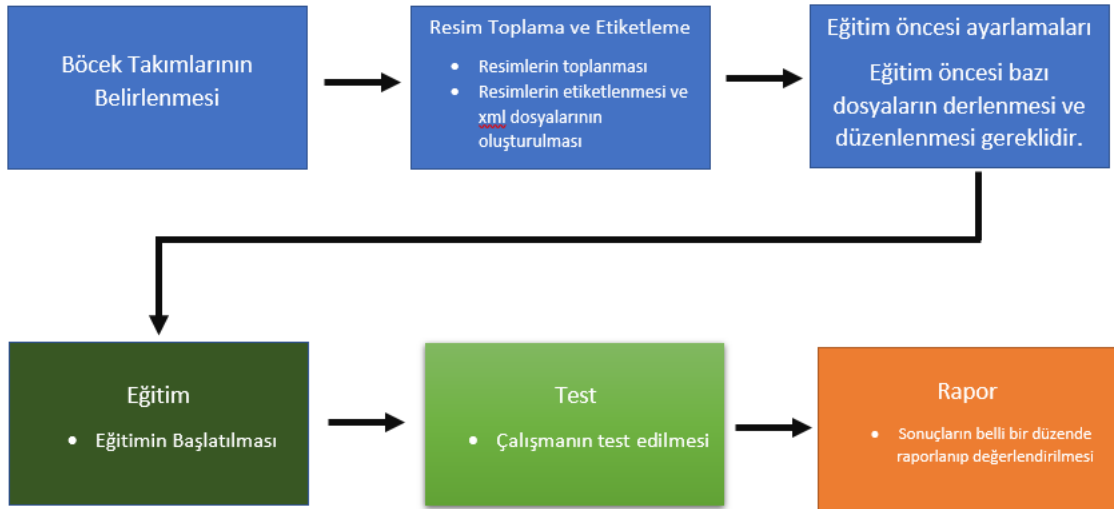 Böcek Takımlarının
Belirlenmesi
Resim Toplama ve Etiketleme
• Resimlerin toplanması
• Resimlerin etiketlenmesi ve
xml dosyalarının
oluşturulması
Eğitim öncesi ayarlamaları
Eğitim öncesi bazı
dosyaların derlenmesi ve
düzenlenmesi gereklidir.
Eğitim
• Eğitimin Başlatılması
Test
• Çalışmanın test edilmesi
Rapor
• Sonuçların belli bir düzende
raporlanıp değerlendirilmesi